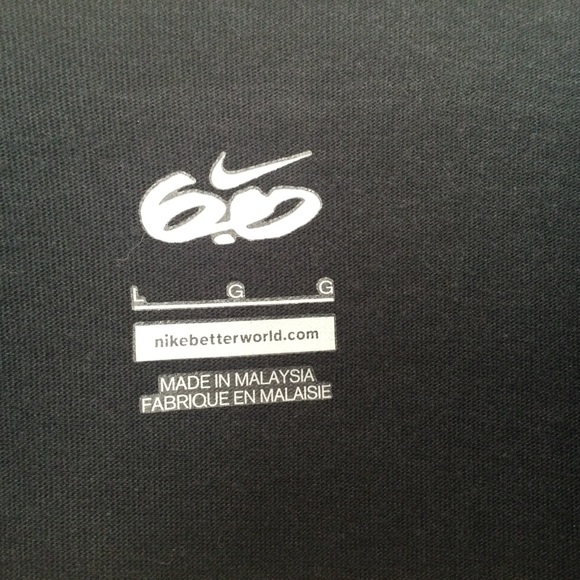 6.0
L G G
nikebetterworld.com
MADE IN MALAYSIA
FABRIQUE EN MALAISIE